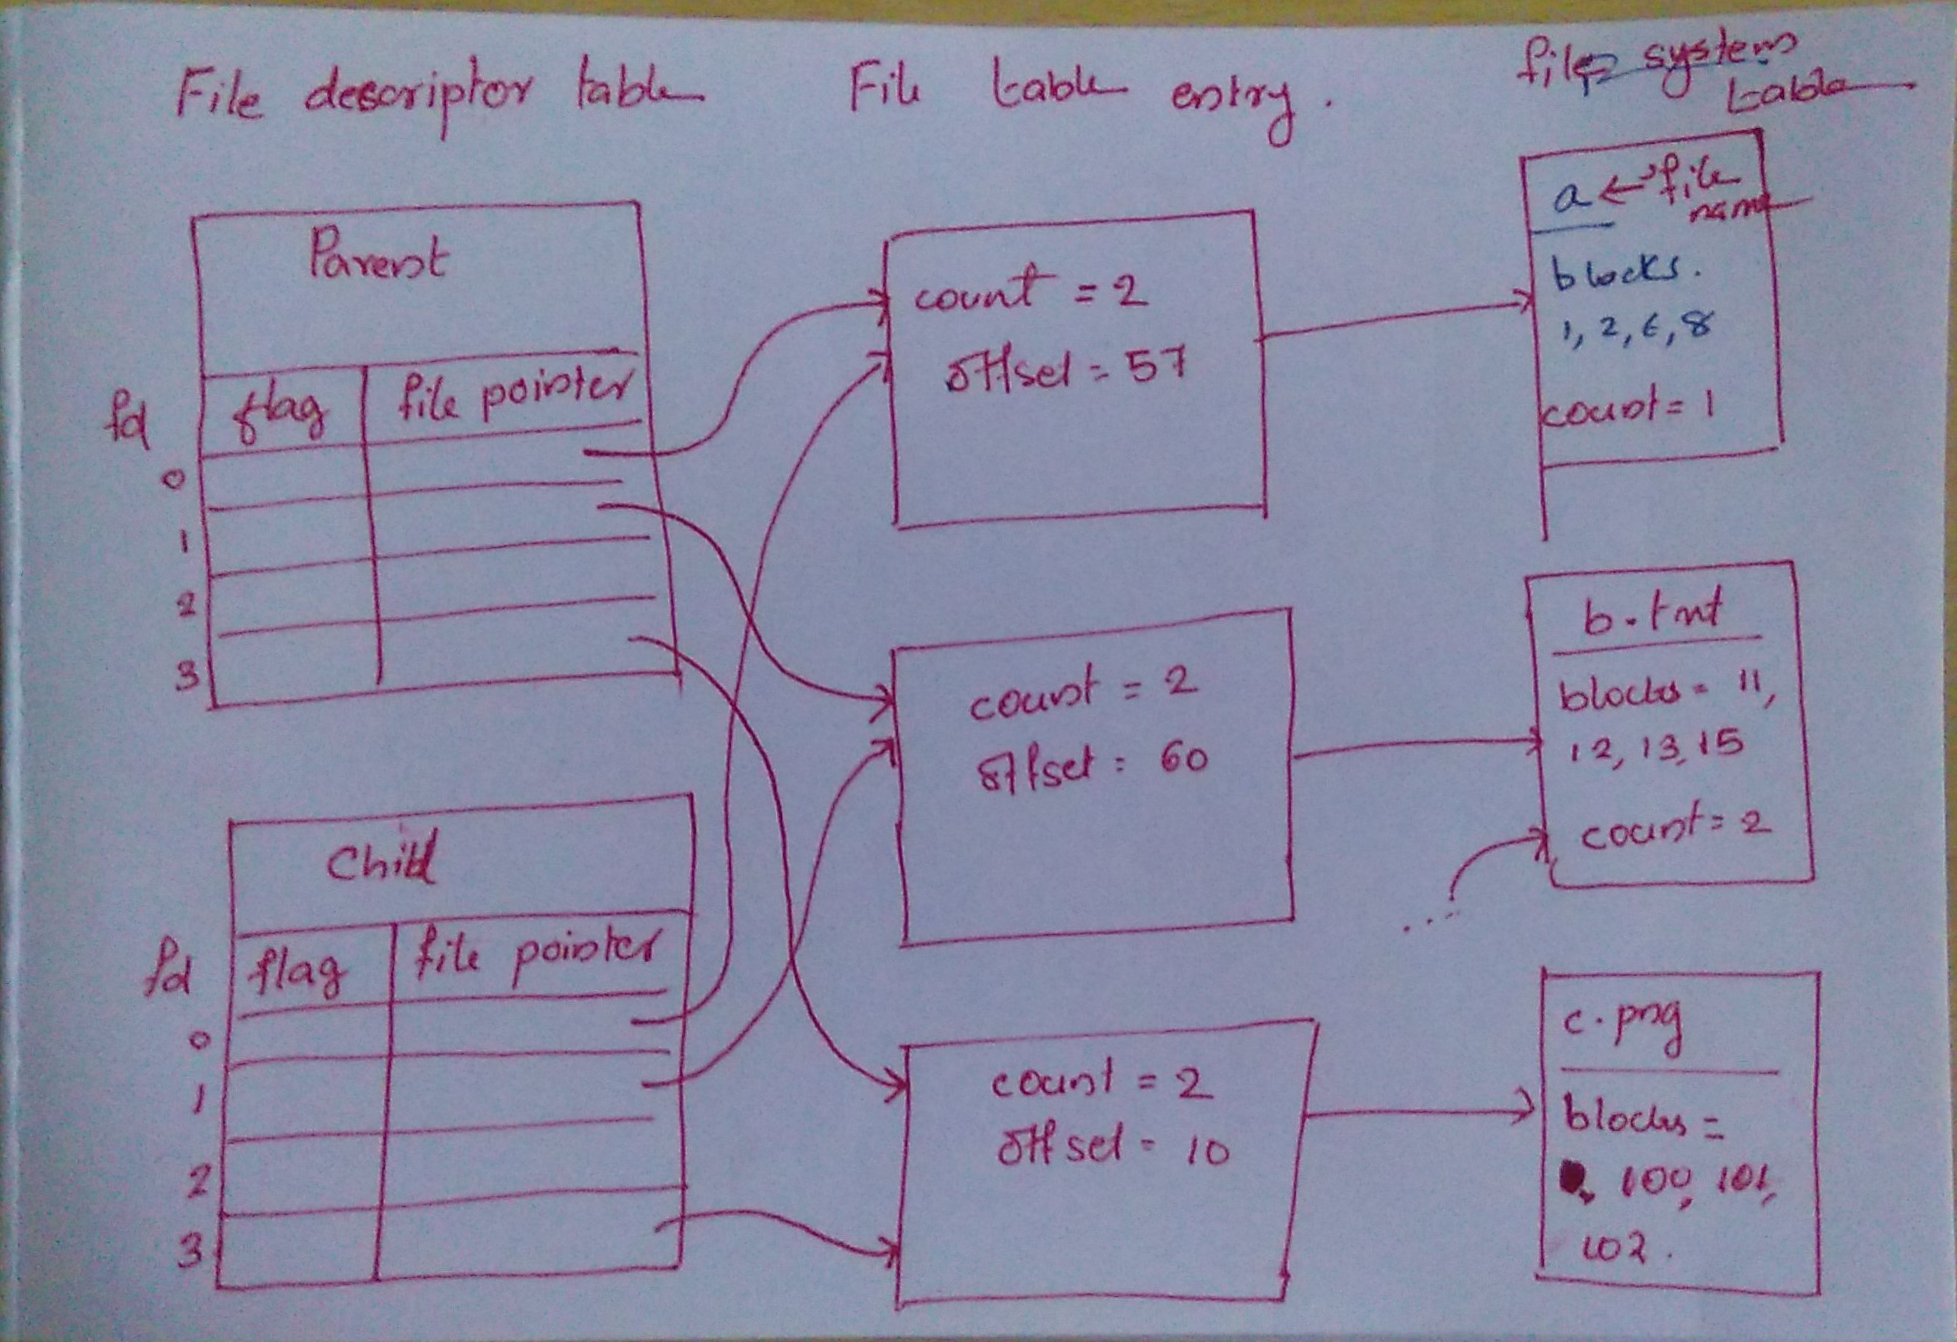 File descriptor table
File table entry.
file system
table
Parent
fd flag file pointer
0
1
2
3
Child
fd flag file pointer
0
1
2
3
count = 2
offset = 57
count = 2
offset = 60
count = 2
offset = 10
a ← file
name
blocks.
1, 2, 6, 8
count = 1
b.txt
blocks = 11,
12, 13, 15
count = 2
c.png
blocks =
100, 101,
102.